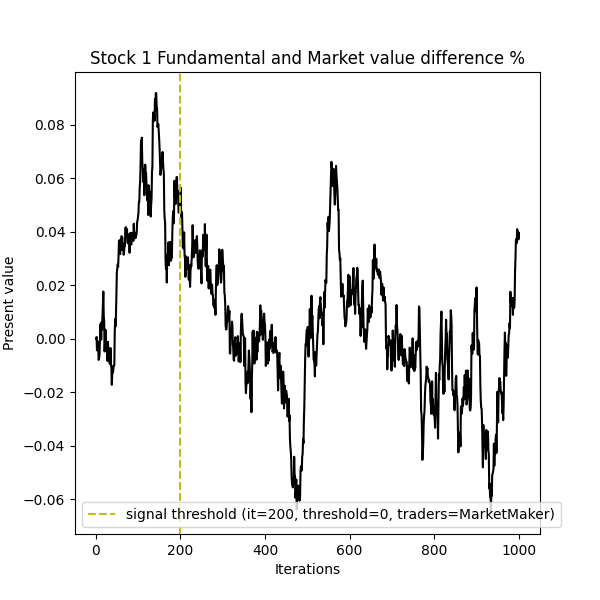 Stock 1 Fundamental and Market value difference %
Present value
0.08
0.06
0.04
0.02
0.00
−0.02
−0.04
−0.06
signal threshold (it=200, threshold=0, traders=MarketMaker)
0 200 400 600 800 1000
Iterations